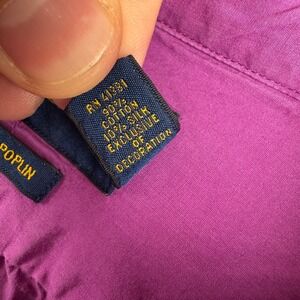 RN 41381
90%
COTTON
10% SILK
EXCLUSIVE
OF
DECORATION
POPLIN